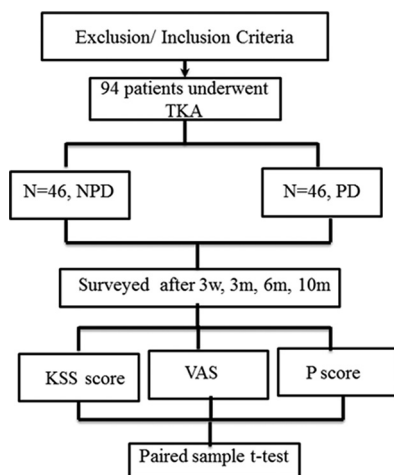 Exclusion/ Inclusion Criteria
94 patients underwent
TKA
N=46, NPD
N=46, PD
Surveyed after 3w, 3m, 6m, 10m
KSS score
VAS
P score
Paired sample t-test